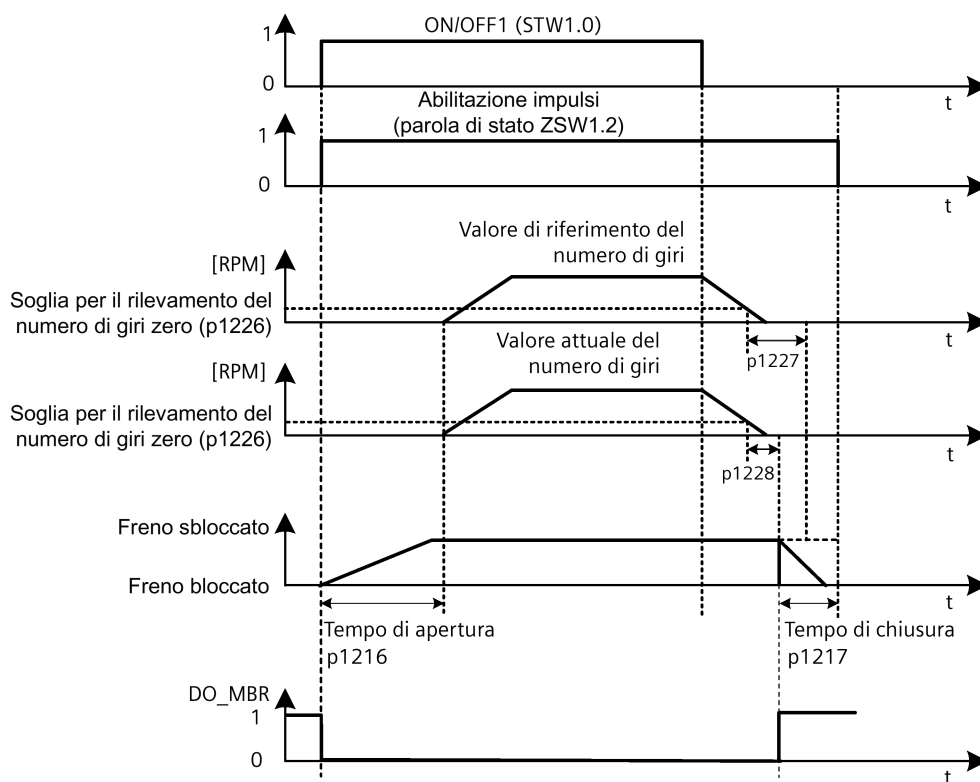 ON/OFF1 (STW1.0)
1
0
t
Abilitazione impulsi
(parola di stato ZSW1.2)
1
0
t
Valore di riferimento del
numero di giri
[RPM]
Soglia per il rilevamento del
numero di giri zero (p1226)
t
p1227
Valore attuale del
numero di giri
[RPM]
Soglia per il rilevamento del
numero di giri zero (p1226)
t
p1228
Freno sbloccato
Freno bloccato
t
Tempo di apertura
p1216
Tempo di chiusura
p1217
DO_MBR
1
0
t